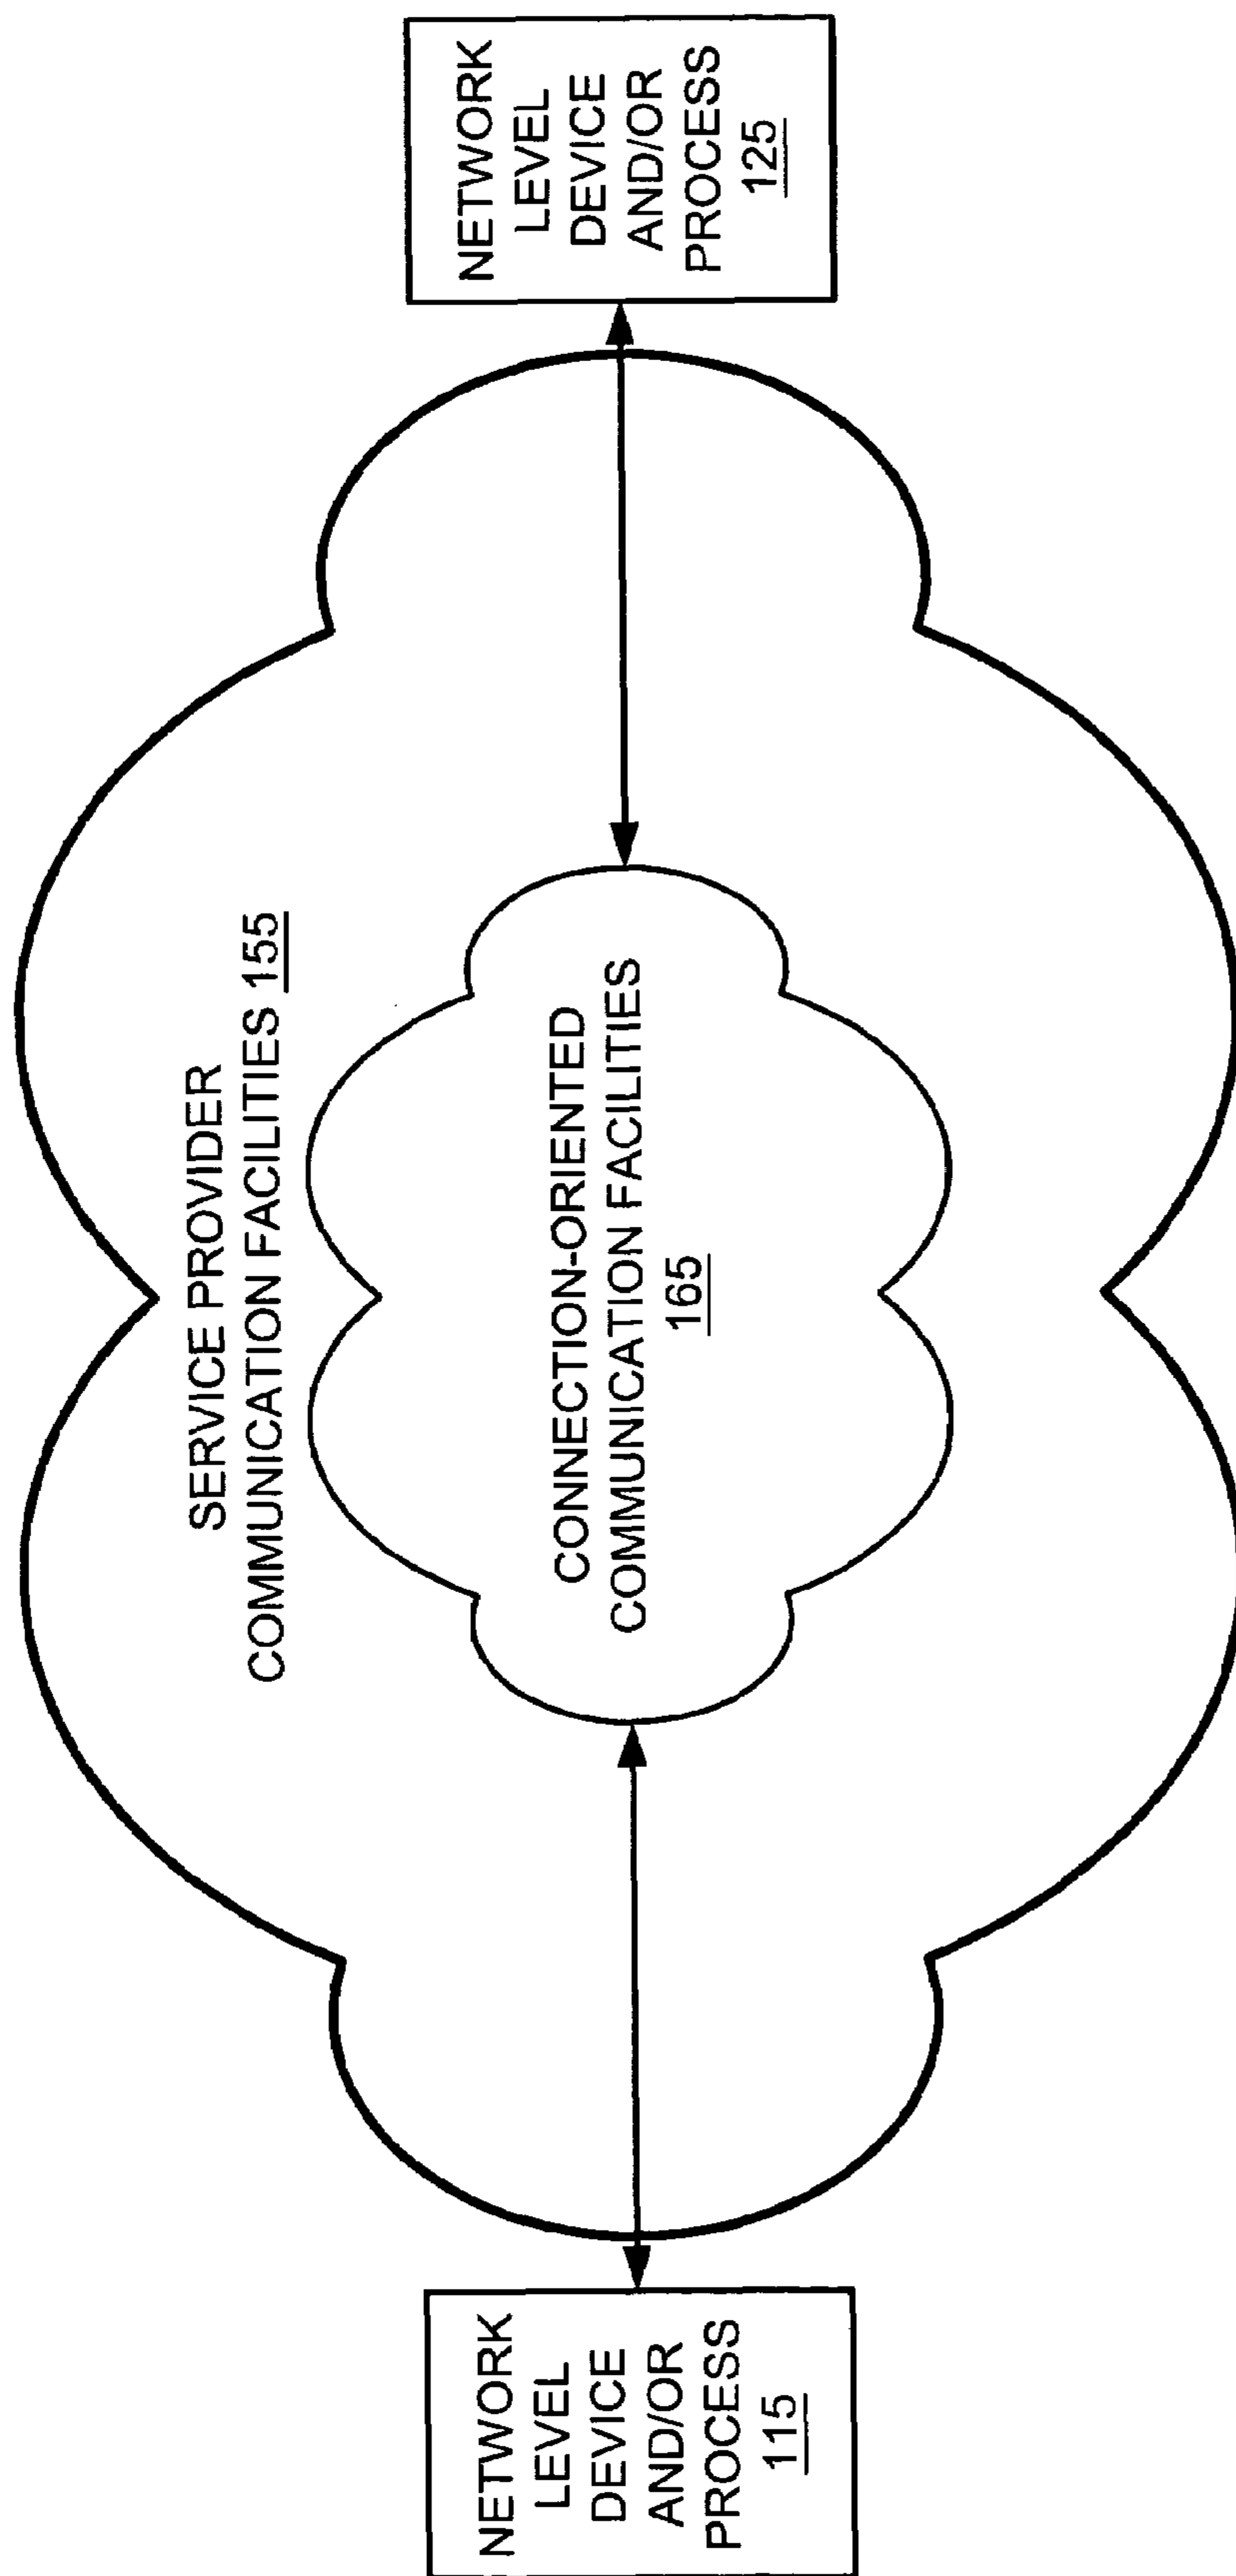 SERVICE PROVIDER
COMMUNICATION FACILITIES 155
NETWORK
LEVEL
DEVICE
AND/OR
PROCESS
115
CONNECTION-ORIENTED
COMMUNICATION FACILITIES
165
NETWORK
LEVEL
DEVICE
AND/OR
PROCESS
125